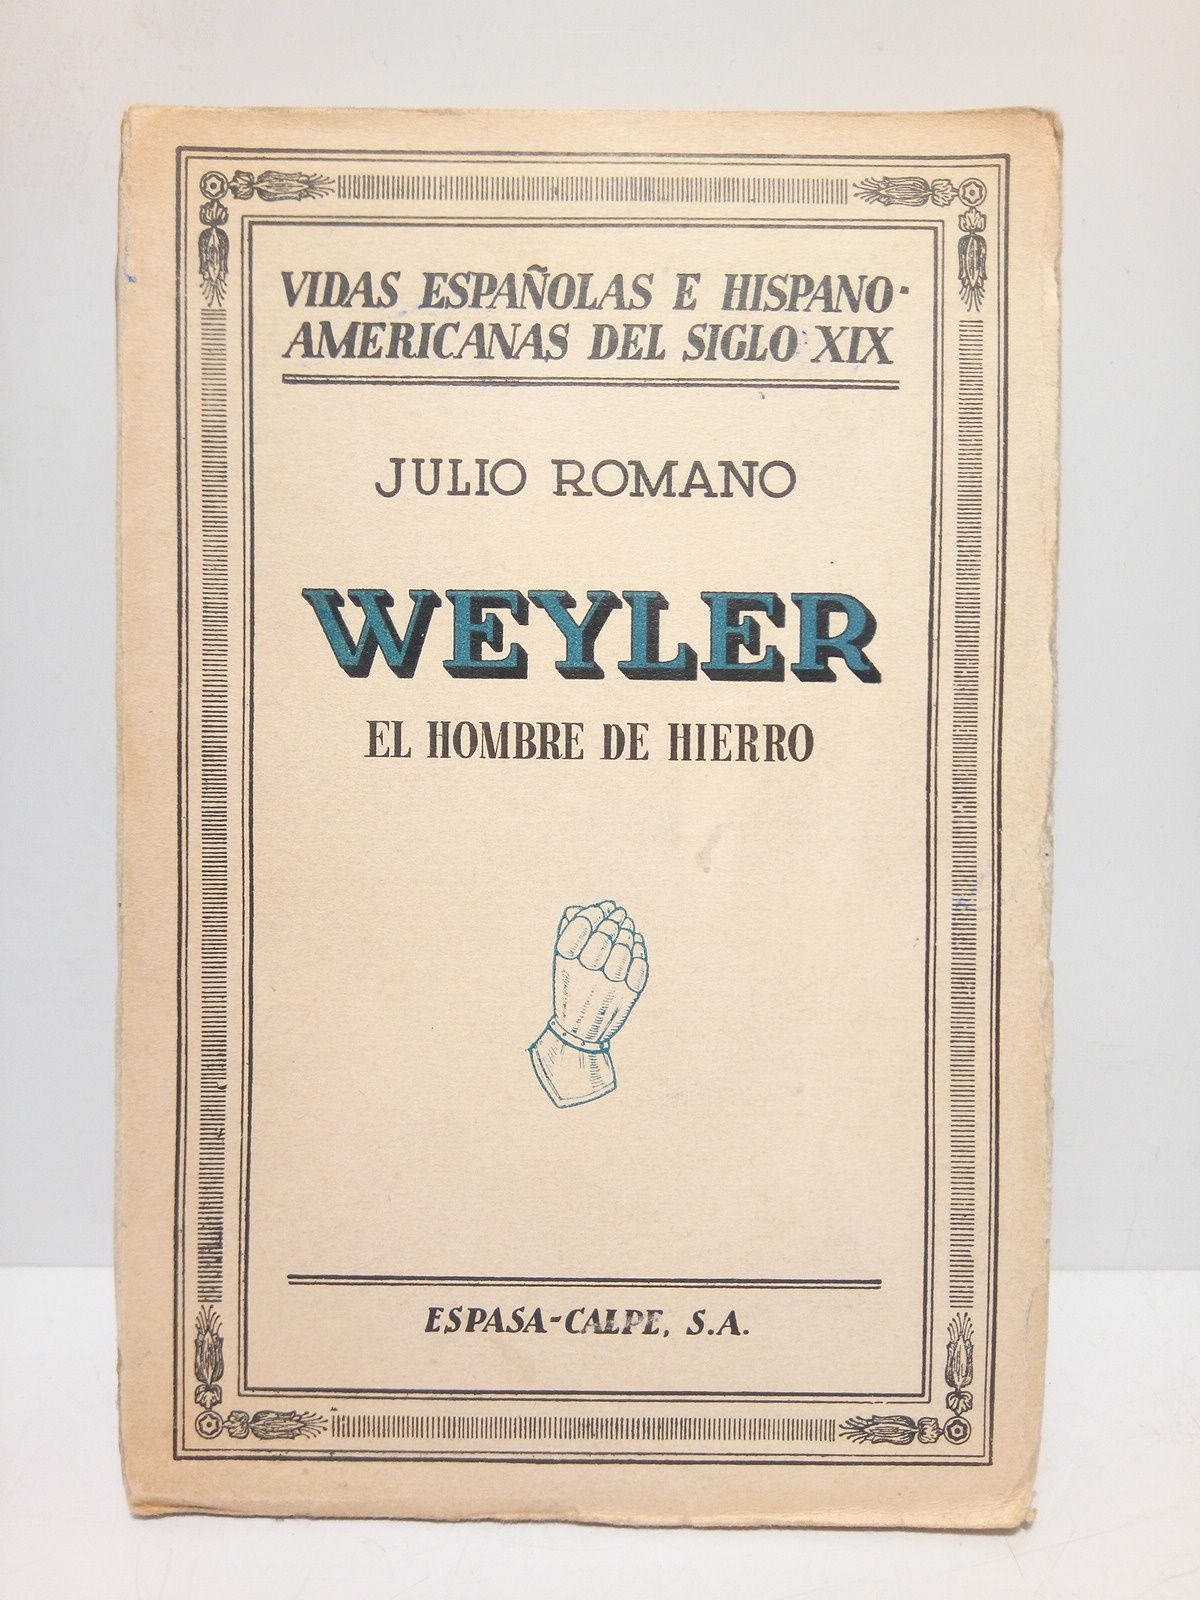 VIDAS ESPAÑOLAS E HISPANO-
AMERICANAS DEL SIGLO XIX
JULIO ROMANO
WEYLER
EL HOMBRE DE HIERRO
ESPASA-CALPE, S.A.